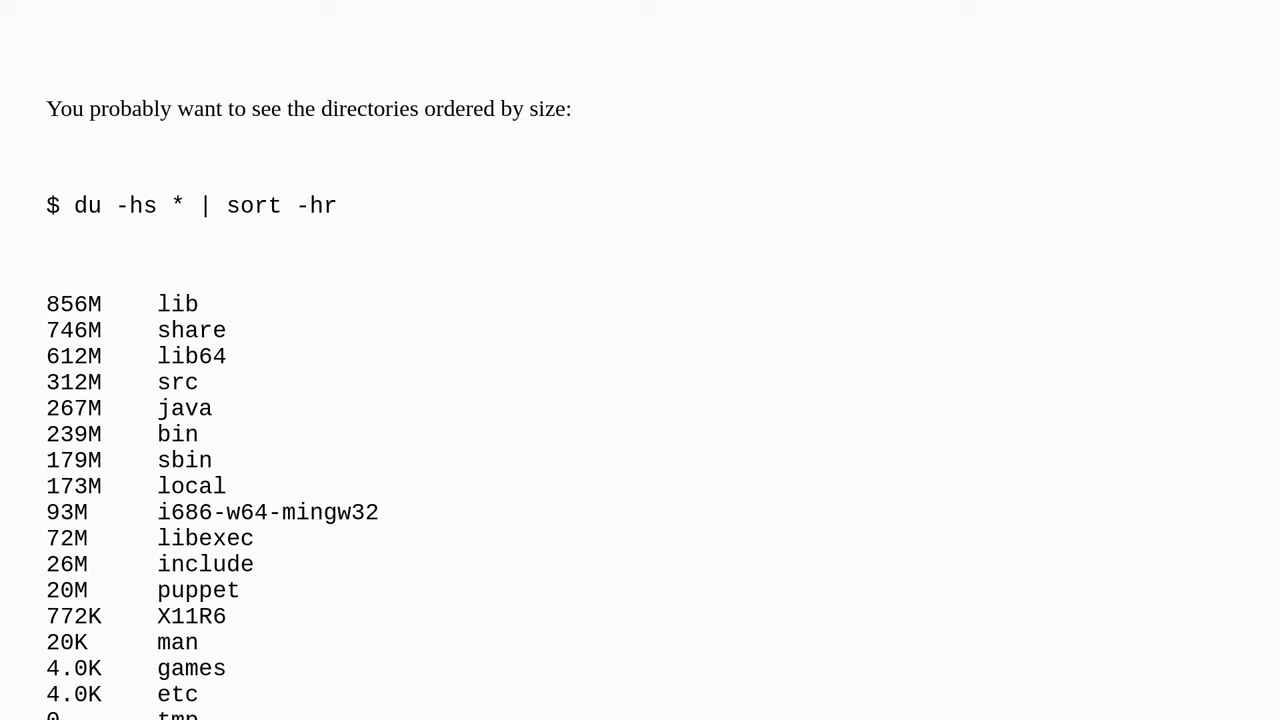 You probably want to see the directories ordered by size:
$ du -hs * | sort -hr
856M    lib
746M    share
612M    lib64
312M    src
267M    java
239M    bin
179M    sbin
173M    local
93M     i686-w64-mingw32
72M     libexec
26M     include
20M     puppet
772K    X11R6
20K     man
4.0K    games
4.0K    etc
0       tmp